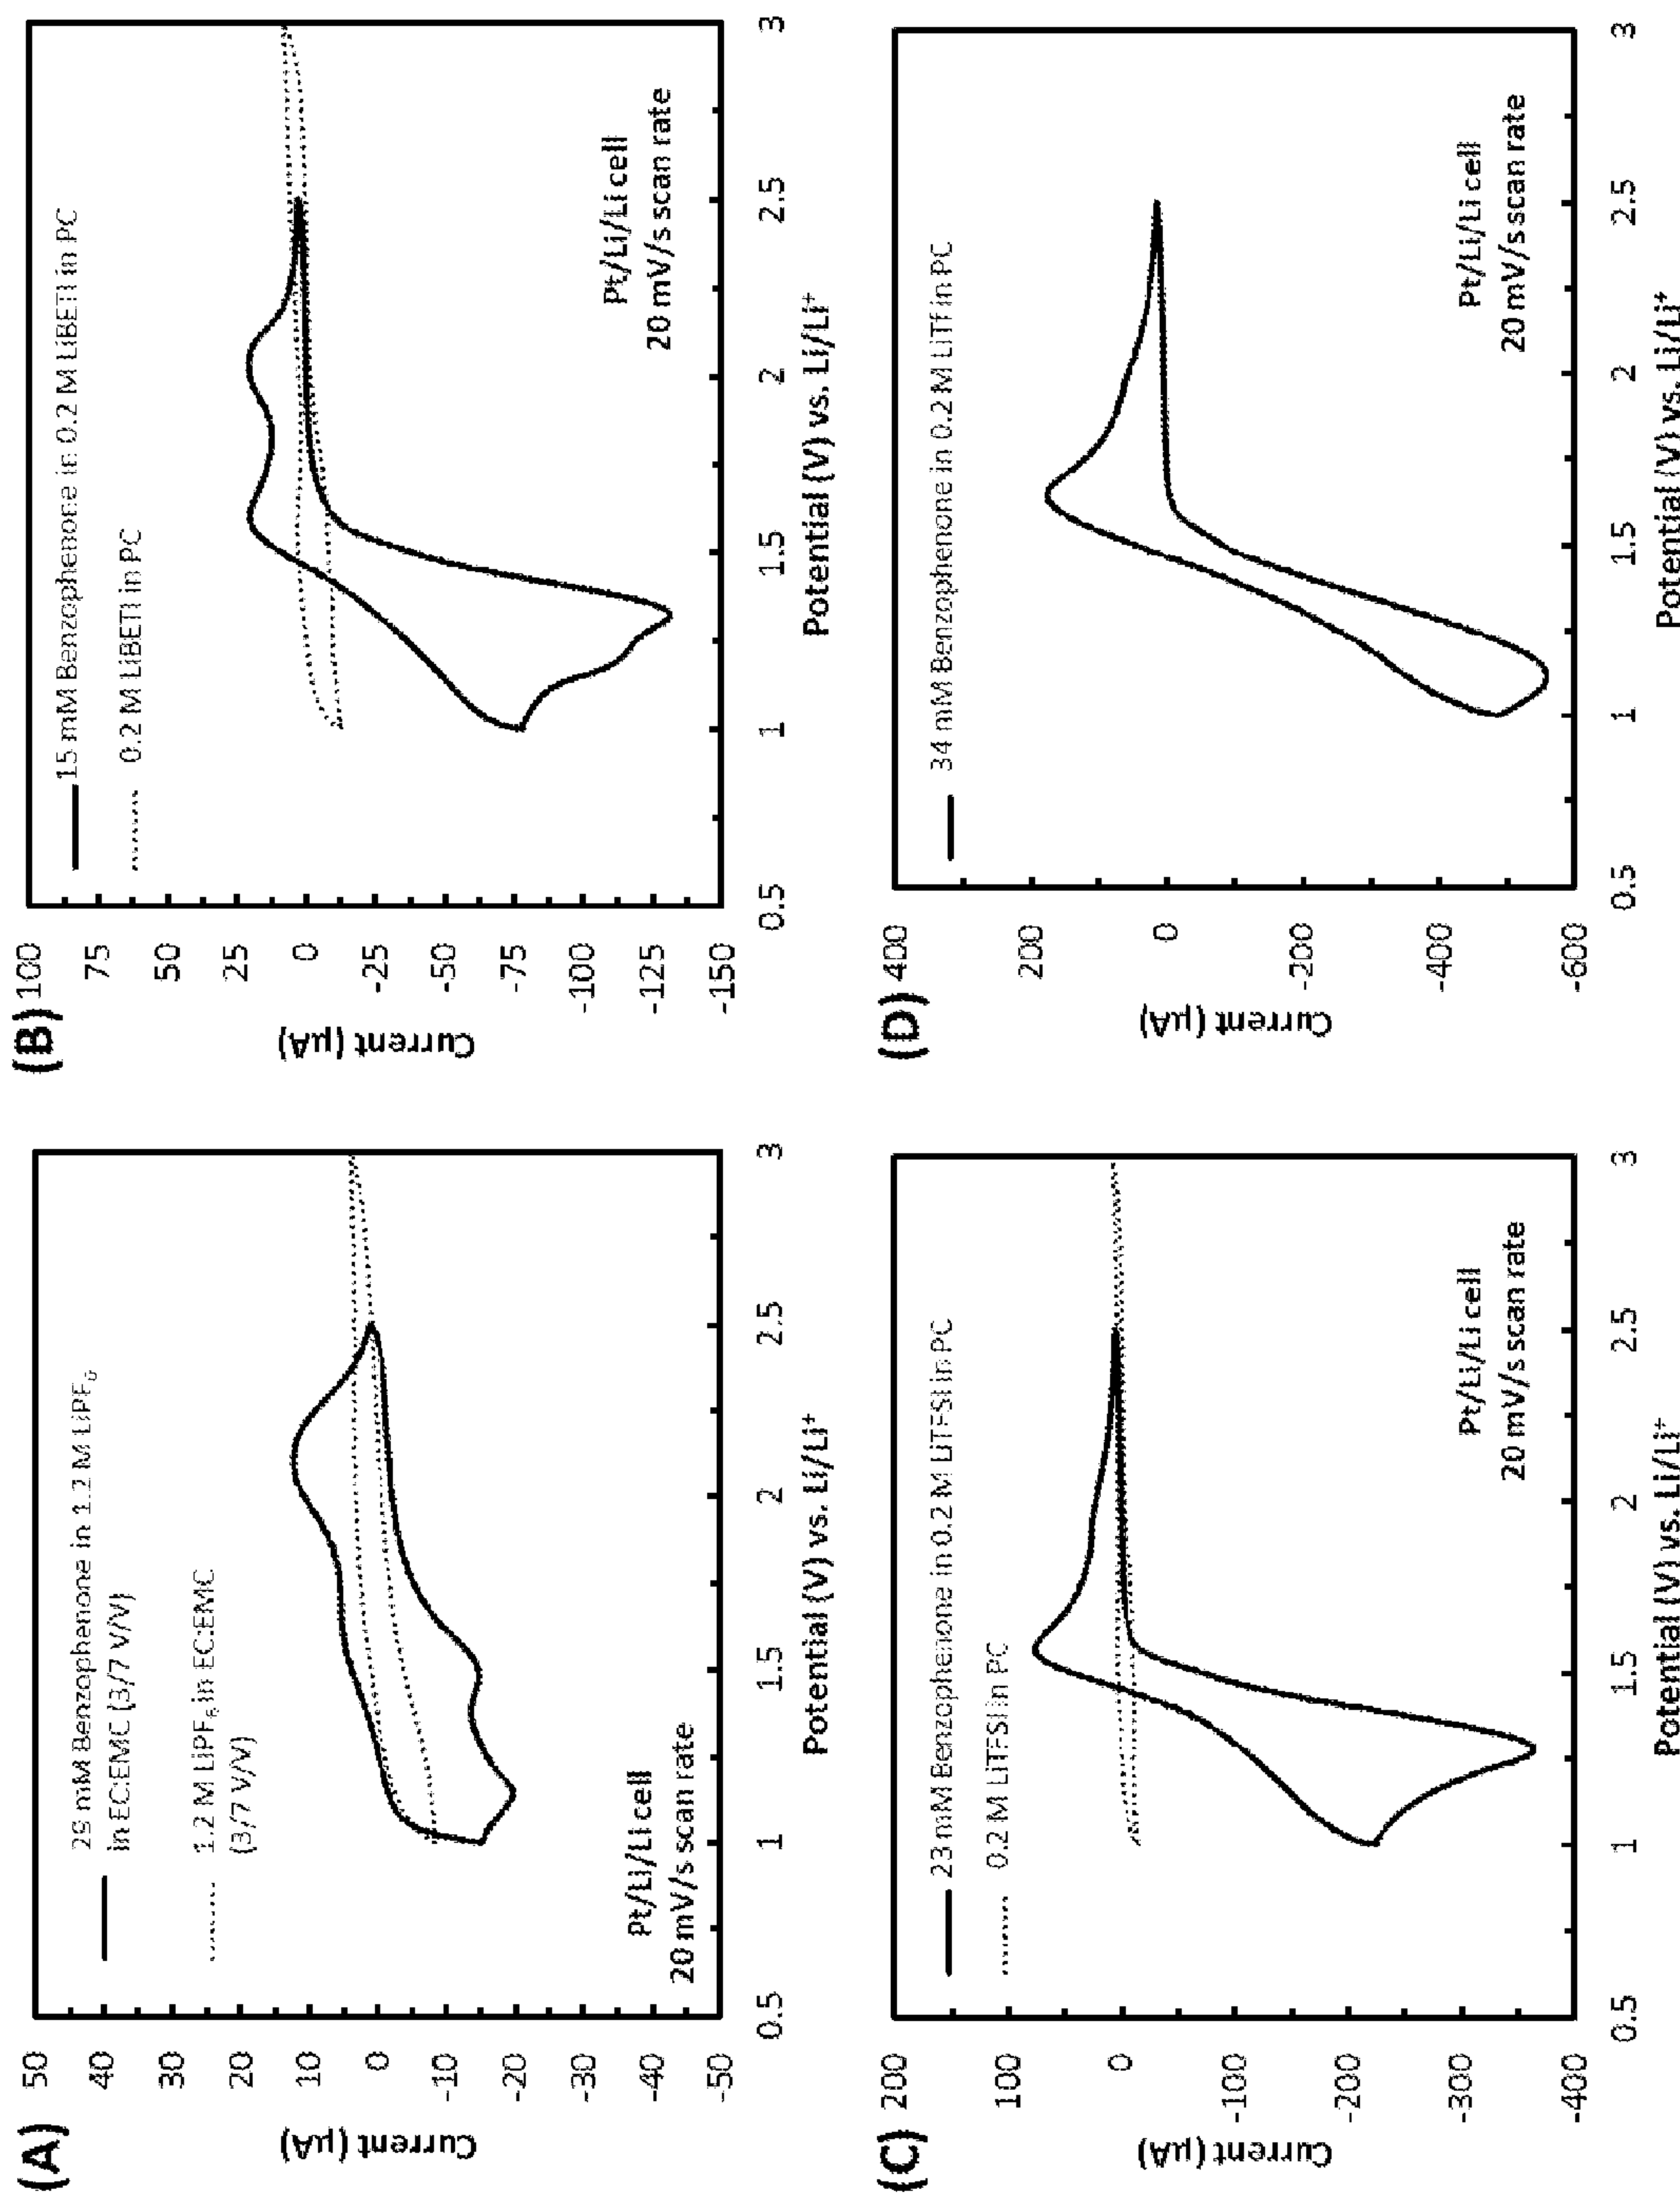 (A)
50
40
30
20
10
0
-10
-20
-30
-40
-50
Current (µA)
29 mM Benzophenone in 1.2 M LiPF₆
in EC:EMC (3/7 V/V)
1.2 M LiPF₆ in EC:EMC
(3/7 V/V)
Pt/Li/Li cell
20 mV/s scan rate
0.5 1 1.5 2 2.5 3
Potential (V) vs. Li/Li⁺
(B)
100
75
50
25
0
-25
-50
-75
-100
-125
-150
Current (µA)
15 mM Benzophenone in 0.2 M LiBETI in PC
0.2 M LiBETI in PC
Pt/Li/Li cell
20 mV/s scan rate
0.5 1 1.5 2 2.5 3
Potential (V) vs. Li/Li⁺
(C)
200
100
0
-100
-200
-300
-400
Current (µA)
23 mM Benzophenone in 0.2 M LiTFSI in PC
0.2 M LiTFSI in PC
Pt/Li/Li cell
20 mV/s scan rate
0.5 1 1.5 2 2.5 3
Potential (V) vs. Li/Li⁺
(D)
400
200
0
-200
-400
-600
Current (µA)
34 mM Benzophenone in 0.2 M LiTf in PC
Pt/Li/Li cell
20 mV/s scan rate
0.5 1 1.5 2 2.5 3
Potential (V) vs. Li/Li⁺